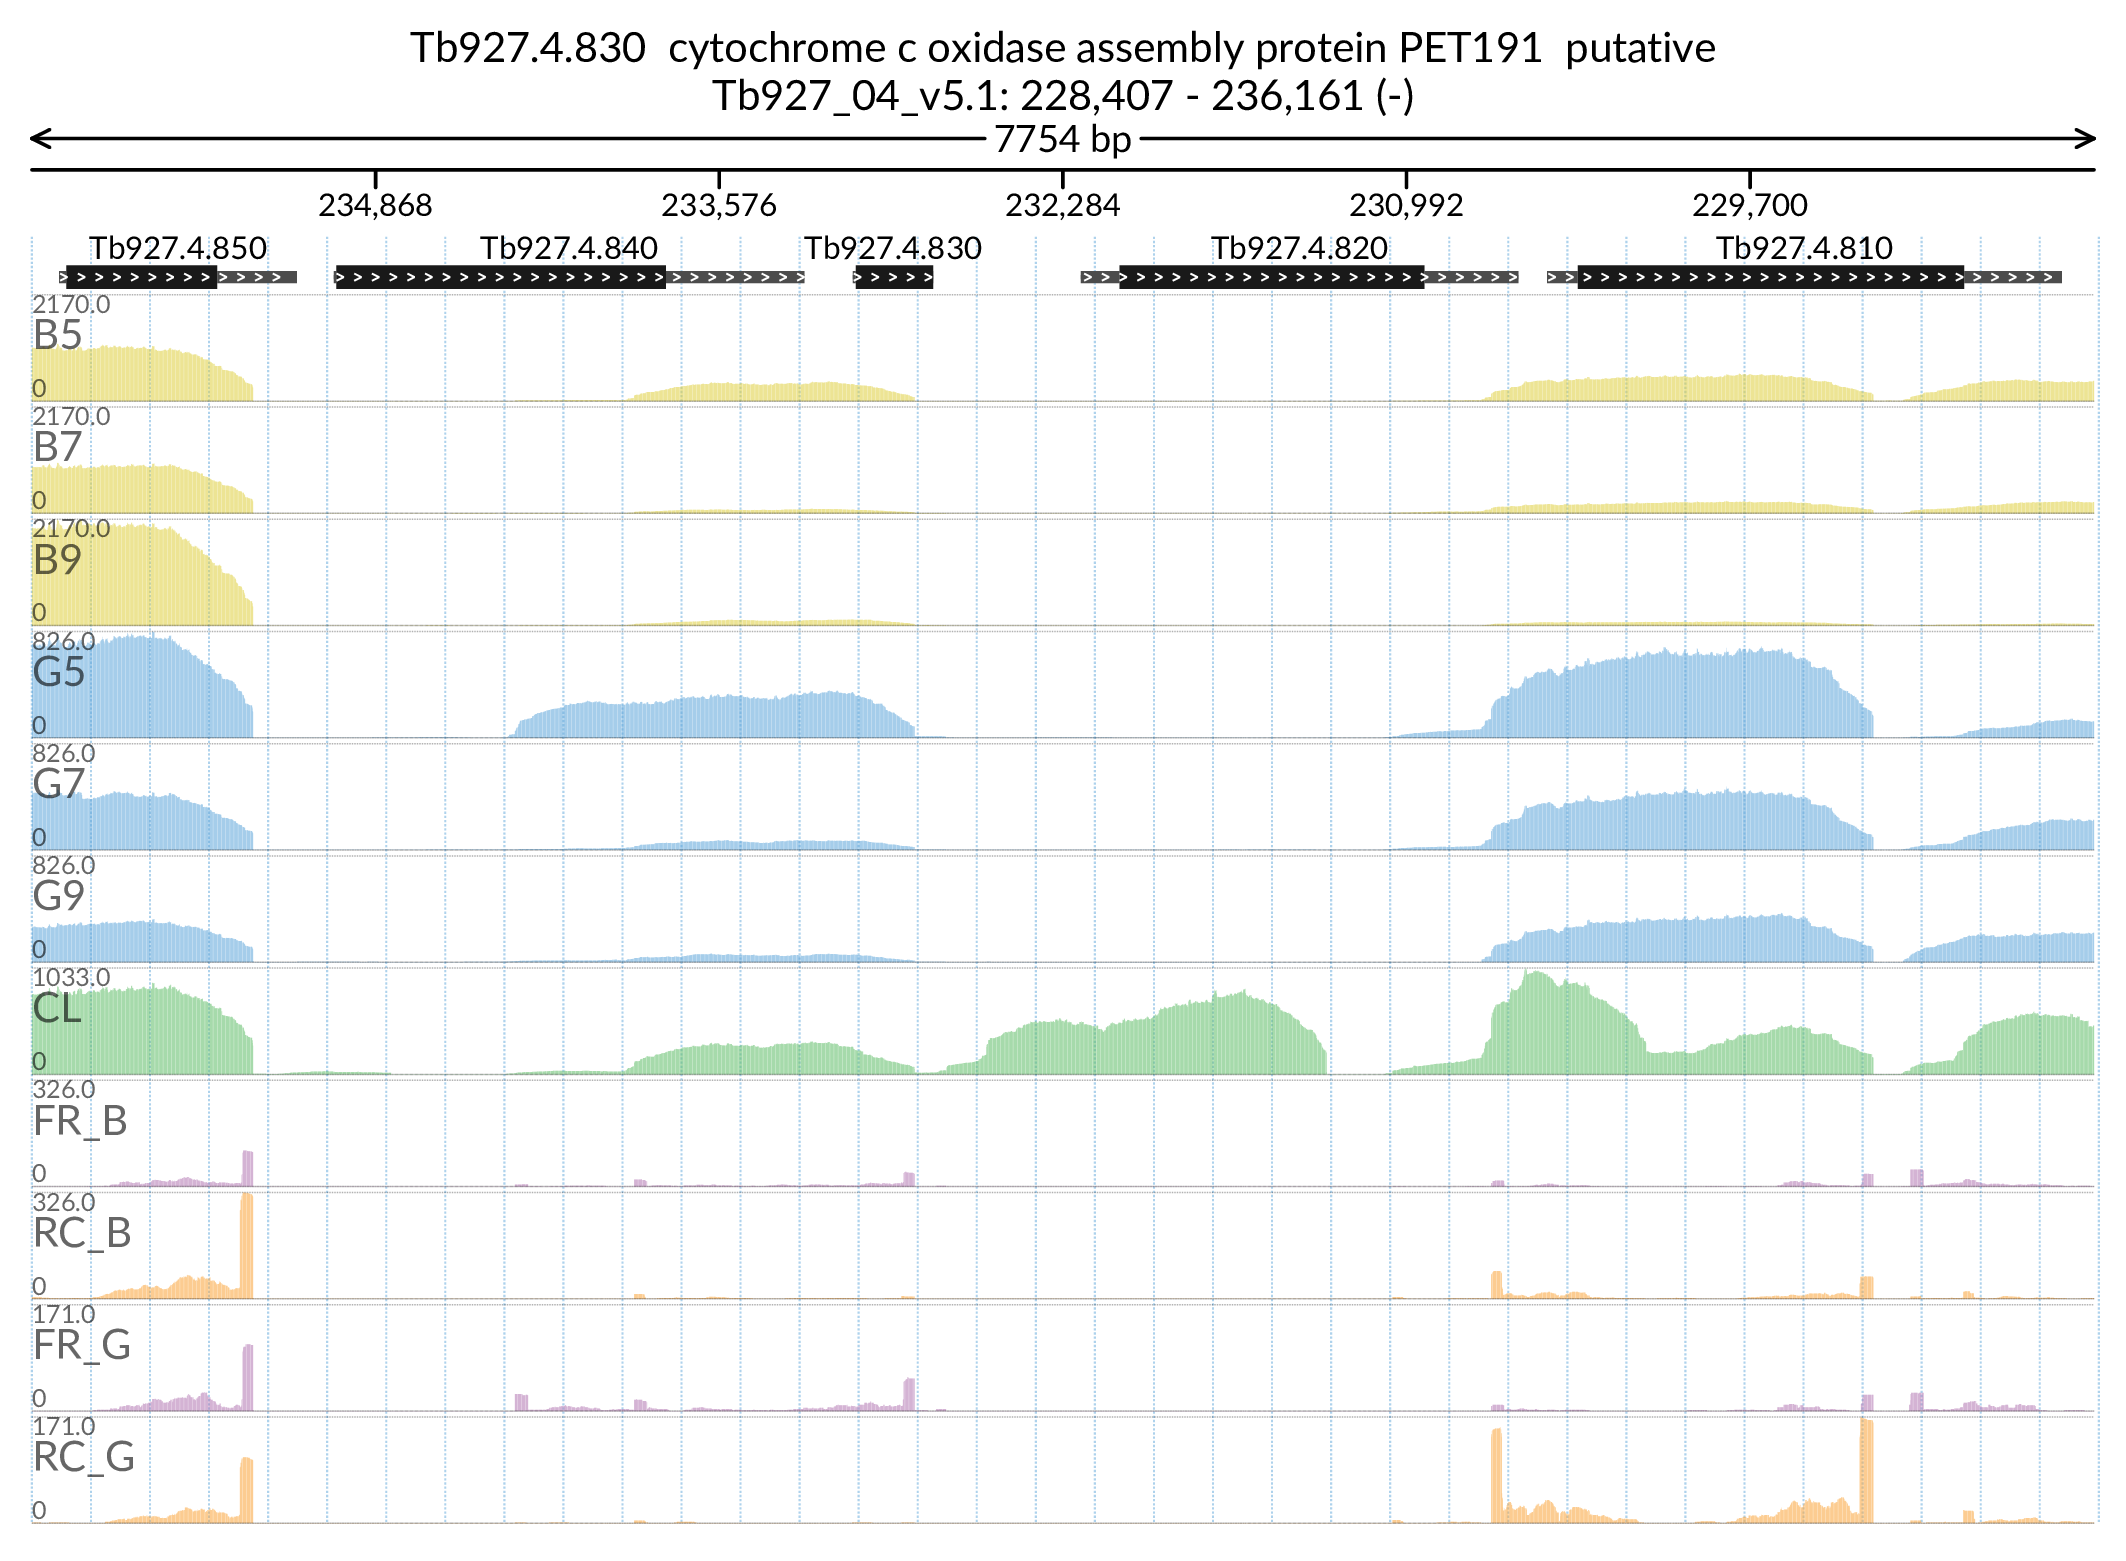 Tb927.4.830 cytochrome c oxidase assembly protein PET191 putative
Tb927_04_v5.1: 228,407 - 236,161 (-)
7754 bp
234,868 233,576 232,284 230,992 229,700
Tb927.4.850 Tb927.4.840 Tb927.4.830 Tb927.4.820 Tb927.4.810
2170.0
B5
0
2170.0
B7
0
2170.0
B9
0
826.0
G5
0
826.0
G7
0
826.0
G9
0
1033.0
CL
0
326.0
FR_B
0
326.0
RC_B
0
171.0
FR_G
0
171.0
RC_G
0